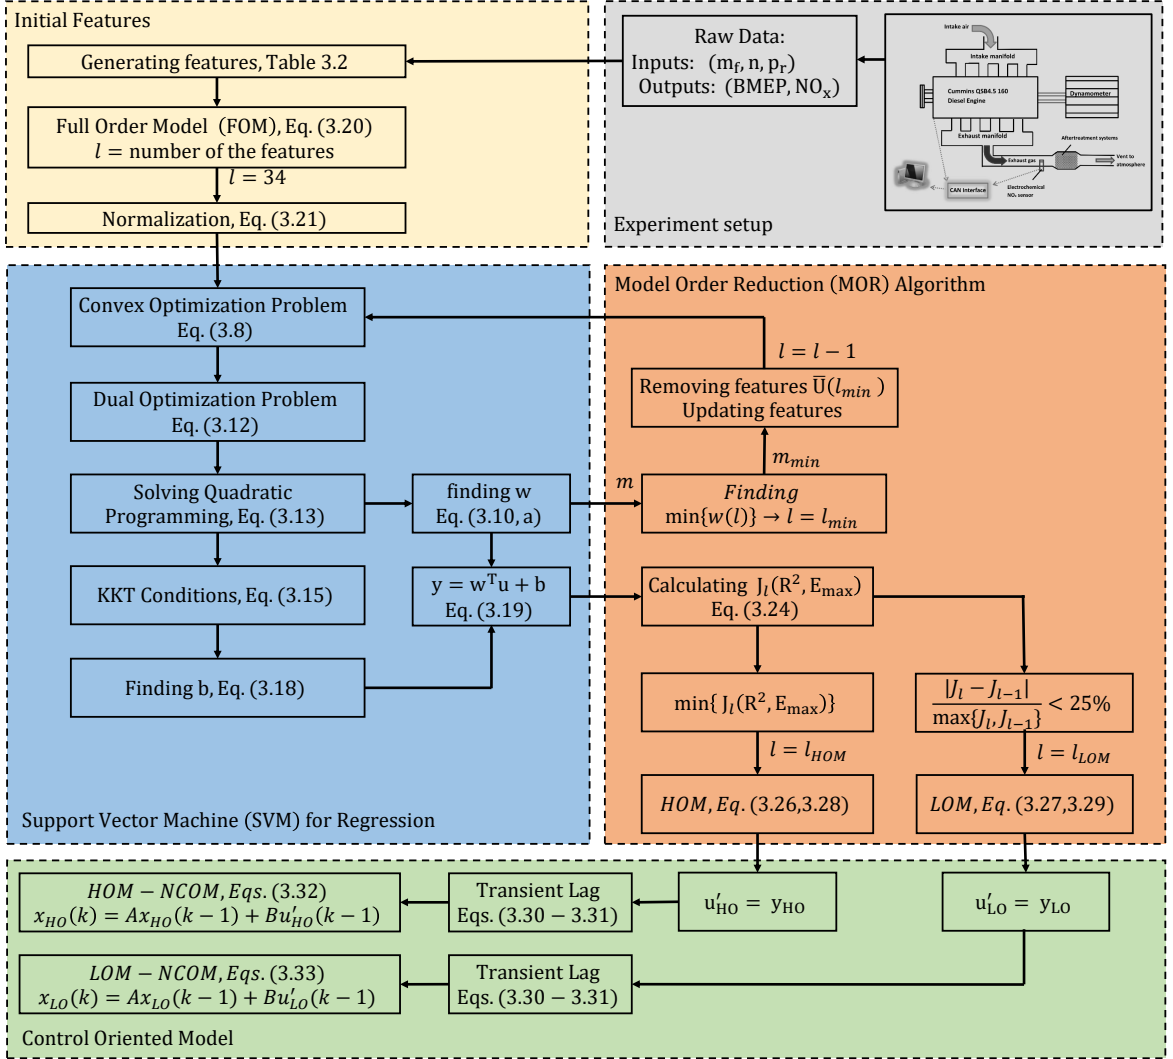 Initial Features
Generating features, Table 3.2
Full Order Model (FOM), Eq. (3.20)
l = number of the features
l = 34
Normalization, Eq. (3.21)
Raw Data:
Inputs: (m_f, n, p_r)
Outputs: (BMEP, NO_x)
Intake air
Intake manifold
Cummins QSB4.5 160
Diesel Engine
Dynamometer
Exhaust manifold
Aftertreatment systems
Exhaust gas
Vent to
atmosphere
CAN Interface
Electrochemical
NOₓ sensor
Experiment setup
Convex Optimization Problem
Eq. (3.8)
Dual Optimization Problem
Eq. (3.12)
Solving Quadratic
Programming, Eq. (3.13)
finding w
Eq. (3.10, a)
KKT Conditions, Eq. (3.15)
y = wᵀu + b
Eq. (3.19)
Finding b, Eq. (3.18)
Support Vector Machine (SVM) for Regression
Model Order Reduction (MOR) Algorithm
l = l − 1
Removing features U̅(l_min )
Updating features
m_min
m
Finding
min{w(l)} → l = l_min
Calculating J_l(R², E_max)
Eq. (3.24)
min{ J_l(R², E_max)}
|J_l − J_{l−1}|
max{J_l, J_{l−1}}
< 25%
l = l_HOM
l = l_LOM
HOM, Eq. (3.26,3.28)
LOM, Eq. (3.27,3.29)
HOM − NCOM, Eqs. (3.32)
x_HO(k) = Ax_HO(k − 1) + Bu′_HO(k − 1)
Transient Lag
Eqs. (3.30 − 3.31)
u′_HO = y_HO
u′_LO = y_LO
LOM − NCOM, Eqs. (3.33)
x_LO(k) = Ax_LO(k − 1) + Bu′_LO(k − 1)
Transient Lag
Eqs. (3.30 − 3.31)
Control Oriented Model